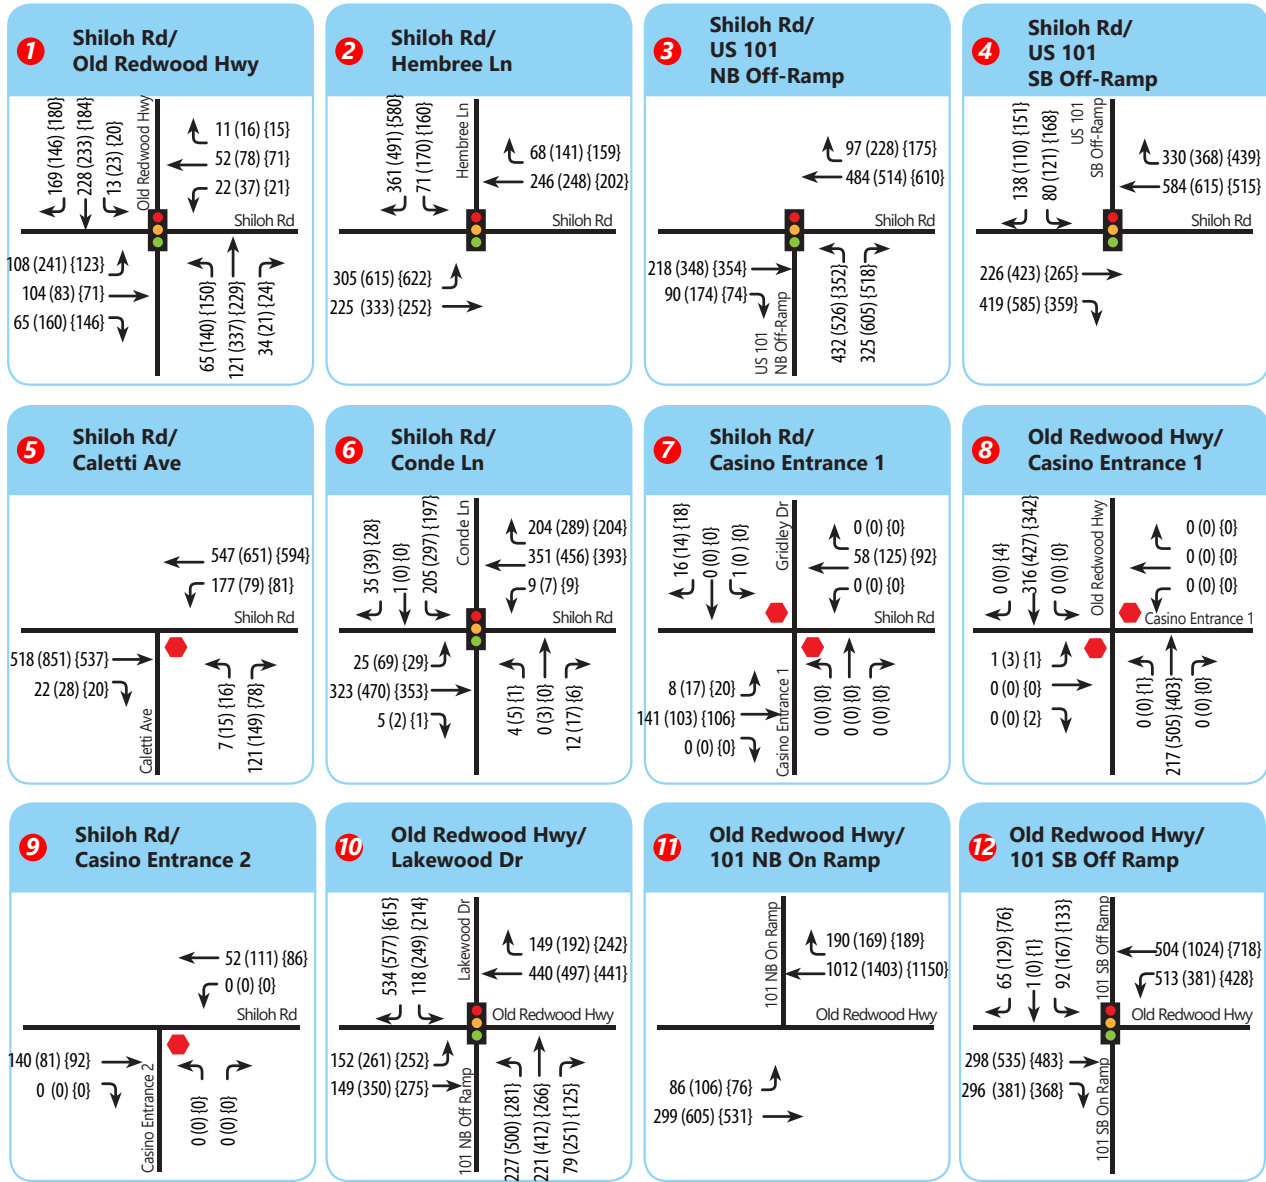 1
Shiloh Rd/
Old Redwood Hwy
169 (146) {180}
228 (233) {184}
13 (23) {20}
Old Redwood Hwy
11 (16) {15}
52 (78) {71}
22 (37) {21}
Shiloh Rd
108 (241) {123}
104 (83) {71}
65 (160) {146}
65 (140) {150}
121 (337) {229}
34 (21) {24}
2
Shiloh Rd/
Hembree Ln
361 (491) {580}
71 (170) {160}
Hembree Ln
68 (141) {159}
246 (248) {202}
Shiloh Rd
305 (615) {622}
225 (333) {252}
3
Shiloh Rd/
US 101
NB Off-Ramp
97 (228) {175}
484 (514) {610}
Shiloh Rd
218 (348) {354}
90 (174) {74}
US 101
NB Off-Ramp
432 (526) {352}
325 (605) {518}
4
Shiloh Rd/
US 101
SB Off-Ramp
138 (110) {151}
80 (121) {168}
US 101
SB Off-Ramp
330 (368) {439}
584 (615) {515}
Shiloh Rd
226 (423) {265}
419 (585) {359}
5
Shiloh Rd/
Caletti Ave
547 (651) {594}
177 (79) {81}
Shiloh Rd
518 (851) {537}
22 (28) {20}
Caletti Ave
7 (15) {16}
121 (149) {78}
6
Shiloh Rd/
Conde Ln
35 (39) {28}
1 (0) {0}
205 (297) {197}
Conde Ln
204 (289) {204}
351 (456) {393}
9 (7) {9}
Shiloh Rd
25 (69) {29}
323 (470) {353}
5 (2) {1}
4 (5) {1}
0 (3) {0}
12 (17) {6}
7
Shiloh Rd/
Casino Entrance 1
16 (14) {18}
0 (0) {0}
1 (0 ) {0}
Gridley Dr
0 (0) {0}
58 (125) {92}
0 (0) {0}
Shiloh Rd
8 (17) {20}
141 (103) {106}
0 (0) {0}
Casino Entrance 1
0 (0) {0}
0 (0) {0}
0 (0) {0}
8
Old Redwood Hwy/
Casino Entrance 1
0 (0) {4}
316 (427) {342}
0 (0) {0}
Old Redwood Hwy
0 (0) {0}
0 (0) {0}
0 (0) {0}
Casino Entrance 1
1 (3) {1}
0 (0) {0}
0 (0) {2}
0 (0) {1}
217 (505) {403}
0 (0) {0}
9
Shiloh Rd/
Casino Entrance 2
52 (111) {86}
0 (0) {0}
Shiloh Rd
140 (81) {92}
0 (0) {0}
Casino Entrance 2
0 (0) {0}
0 (0) {0}
10
Old Redwood Hwy/
Lakewood Dr
534 (577) {615}
118 (249) {214}
Lakewood Dr
149 (192) {242}
440 (497) {441}
Old Redwood Hwy
152 (261) {252}
149 (350) {275}
101 NB Off Ramp
227 (500) {281}
221 (412) {266}
79 (251) {125}
11
Old Redwood Hwy/
101 NB On Ramp
101 NB On Ramp
190 (169) {189}
1012 (1403) {1150}
Old Redwood Hwy
86 (106) {76}
299 (605) {531}
12
Old Redwood Hwy/
101 SB Off Ramp
65 (129) {76}
1 (0) {1}
92 (167) {133}
101 SB Off Ramp
504 (1024) {718}
513 (381) {428}
Old Redwood Hwy
298 (535) {483}
296 (381) {368}
101 SB On Ramp